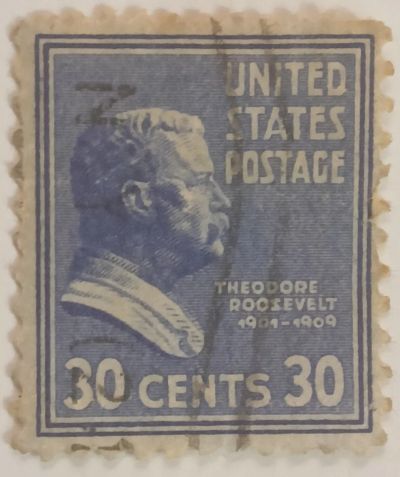 UNITED
STATES
POSTAGE
THEODORE
ROOSEVELT
1901-1909
30 CENTS 30